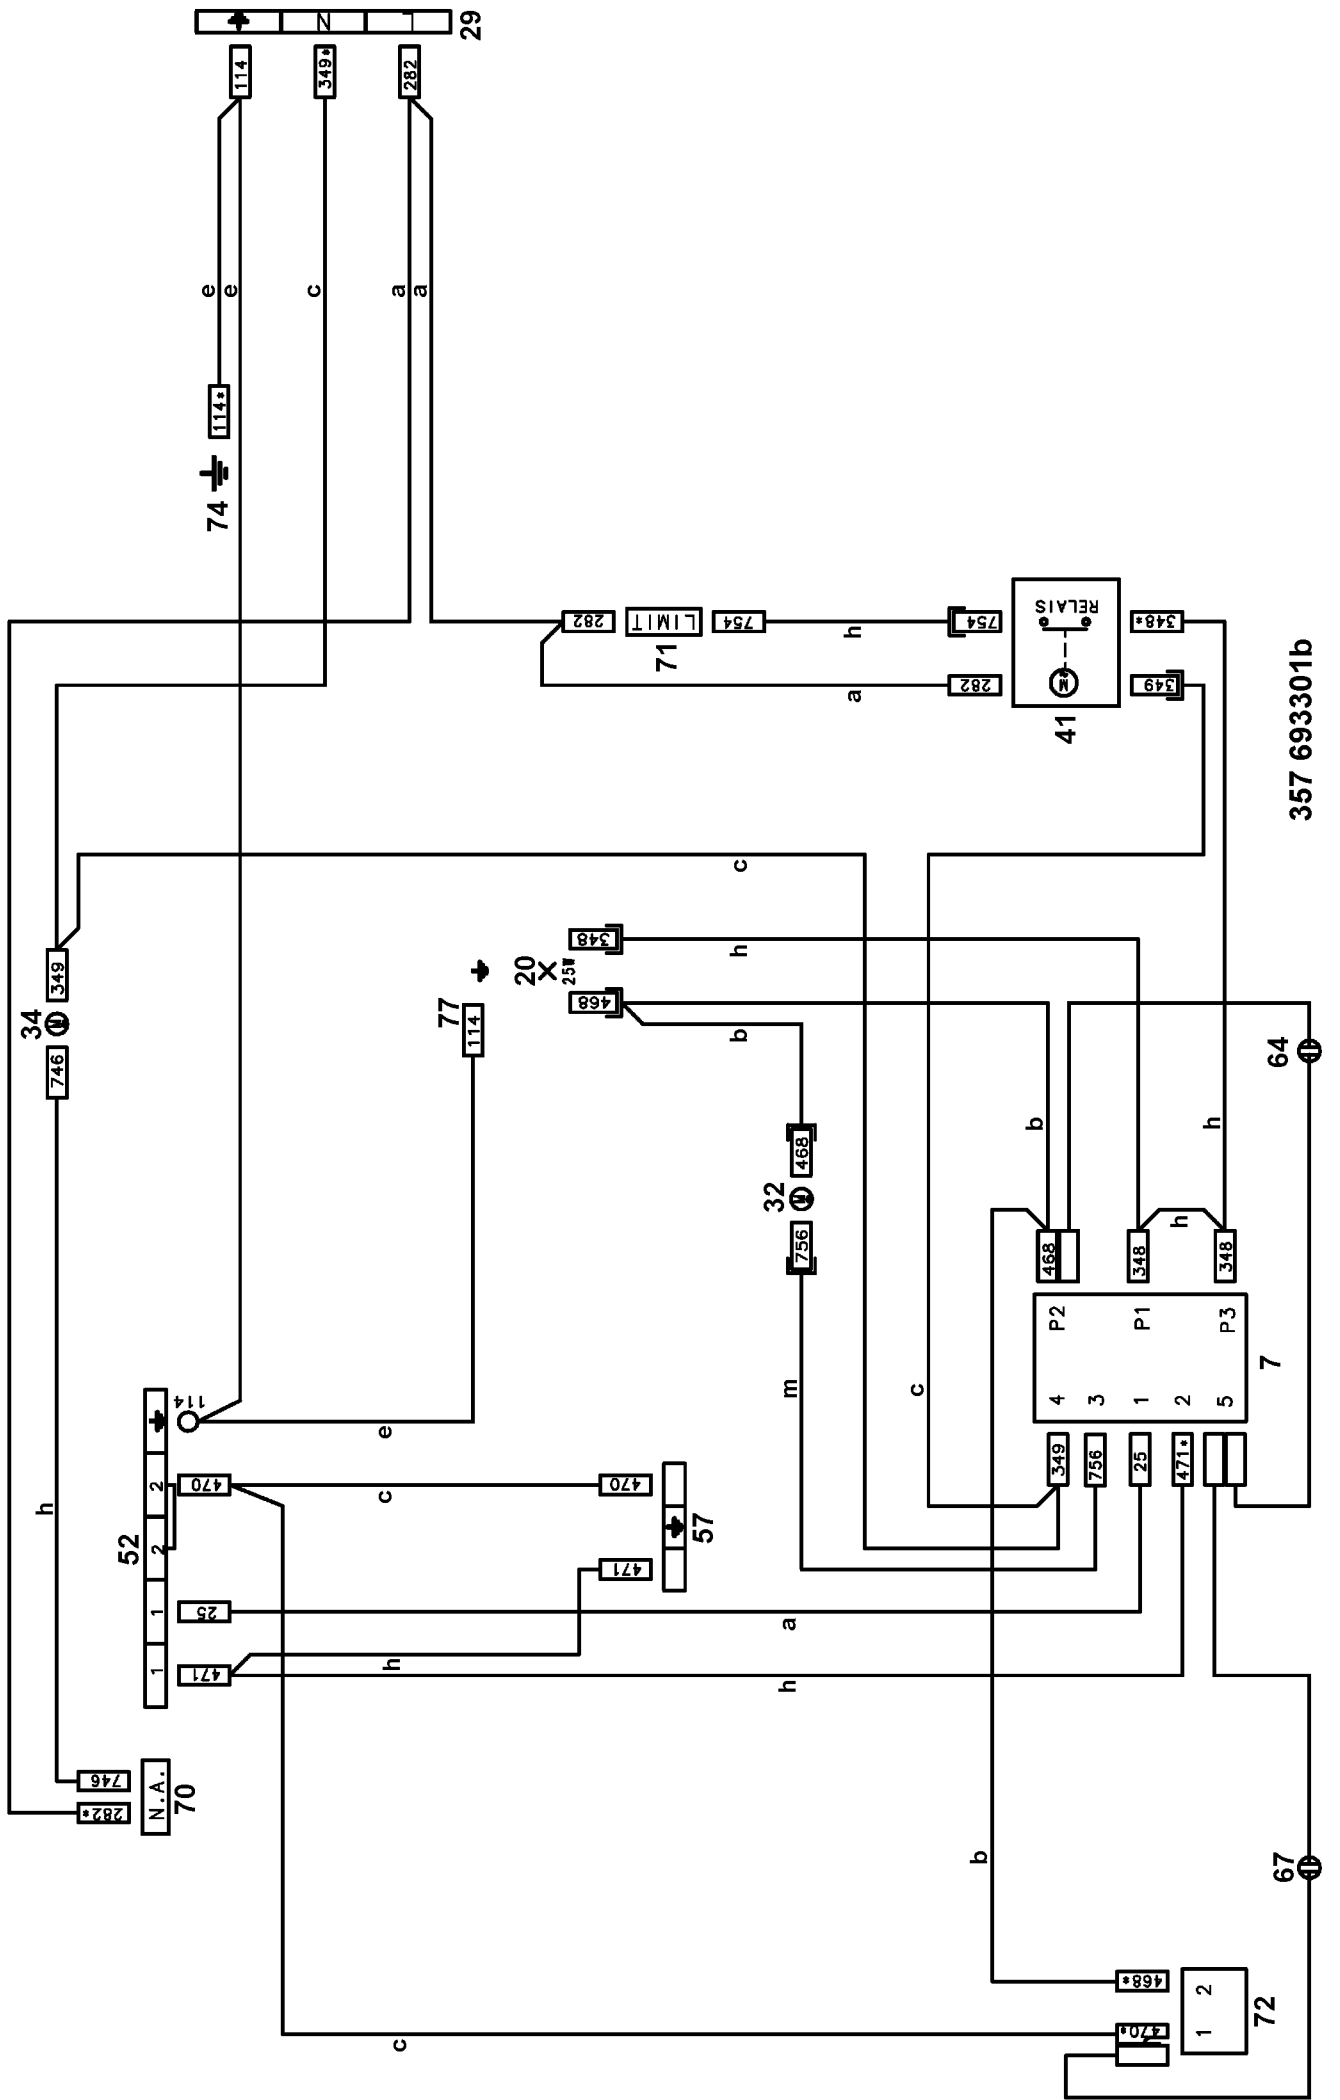 29
N
L
114
349*
282
e
e
c
a
a
114*
74
282
LIMIT
754
71
h
a
754
282
RELAIS
M
41
348*
349
357 693301b
c
349
34
M
746
h
77
114
20
25W
348
468
h
b
32
M
468
756
m
b
h
c
64
468
348
h
348
P2
P1
P3
4
3
1
2
5
7
349
756
25
471*
114
e
52
2
2
1
1
470
25
471
c
h
470
471
57
a
h
746
282*
N.A.
70
b
67
c
468*
470*
1
2
72